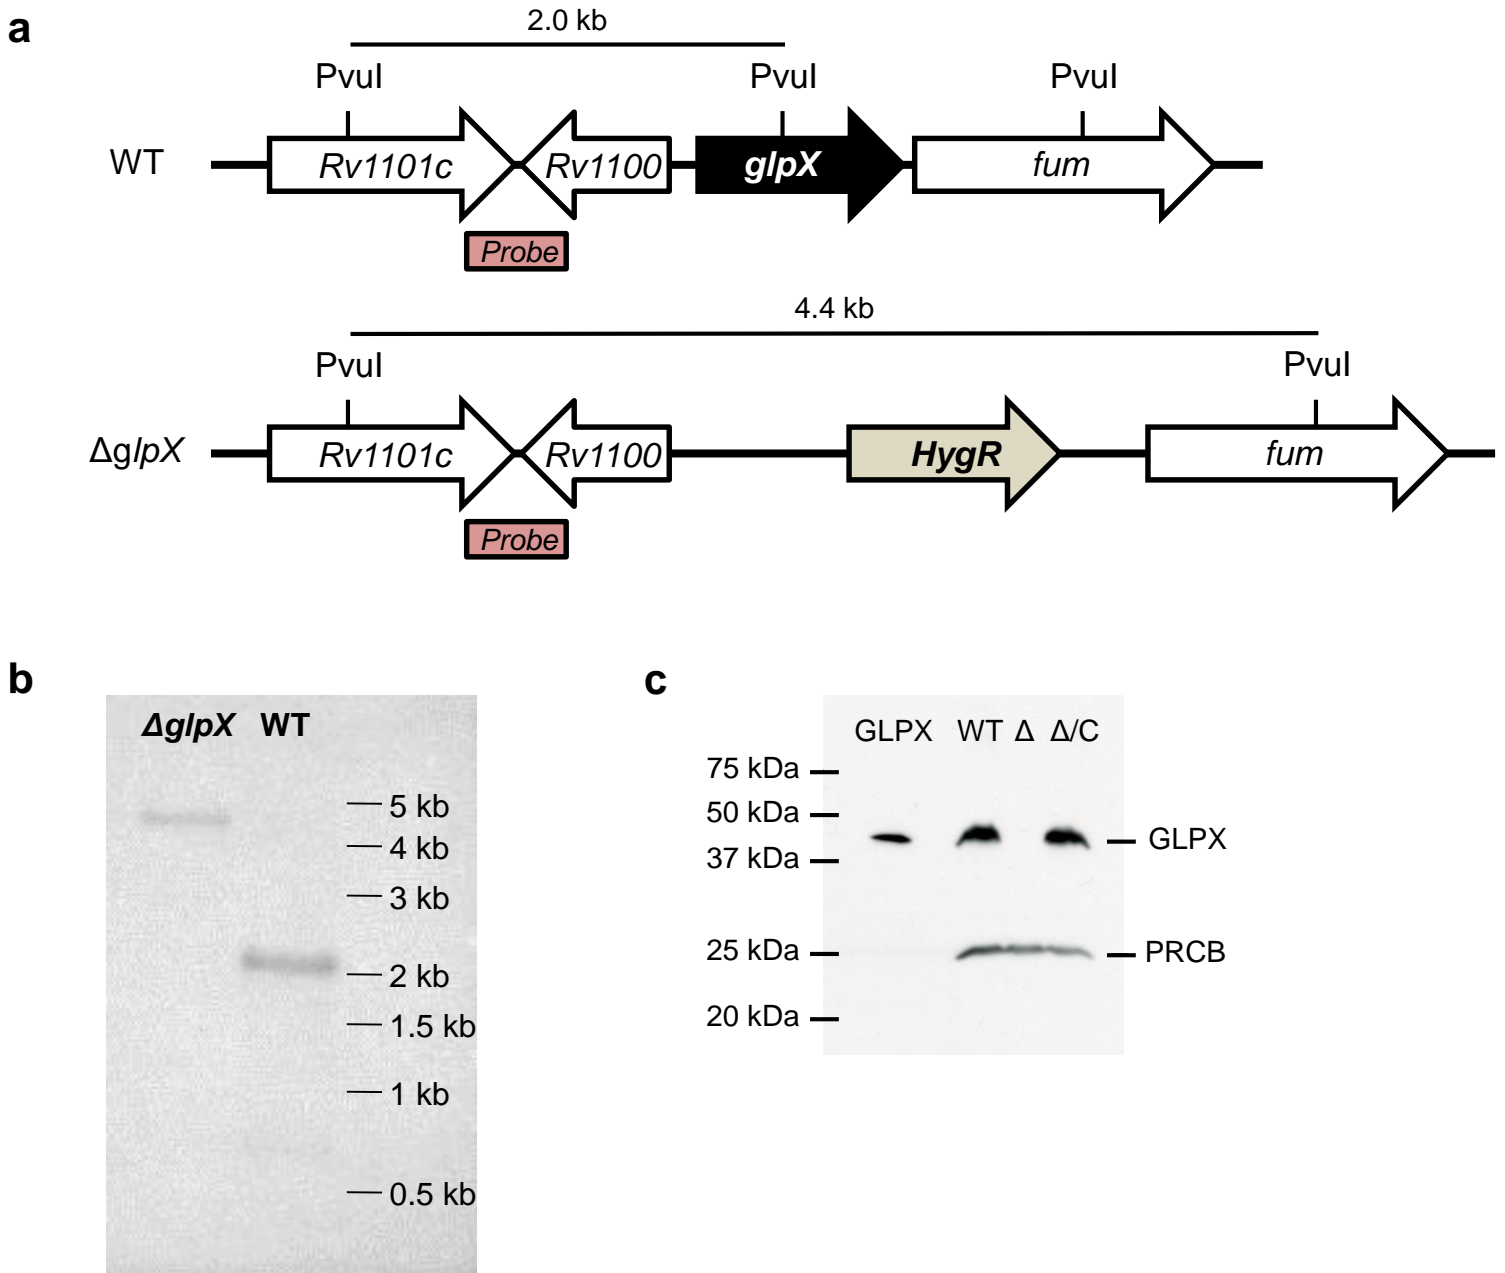 a
2.0 kb
PvuI PvuI PvuI
WT Rv1101c Rv1100 glpX fum
Probe
4.4 kb
PvuI PvuI
ΔglpX Rv1101c Rv1100 HygR fum
Probe
b
ΔglpX WT
5 kb
4 kb
3 kb
2 kb
1.5 kb
1 kb
0.5 kb
c
GLPX WT Δ Δ/C
75 kDa
50 kDa
37 kDa
25 kDa
20 kDa
GLPX
PRCB